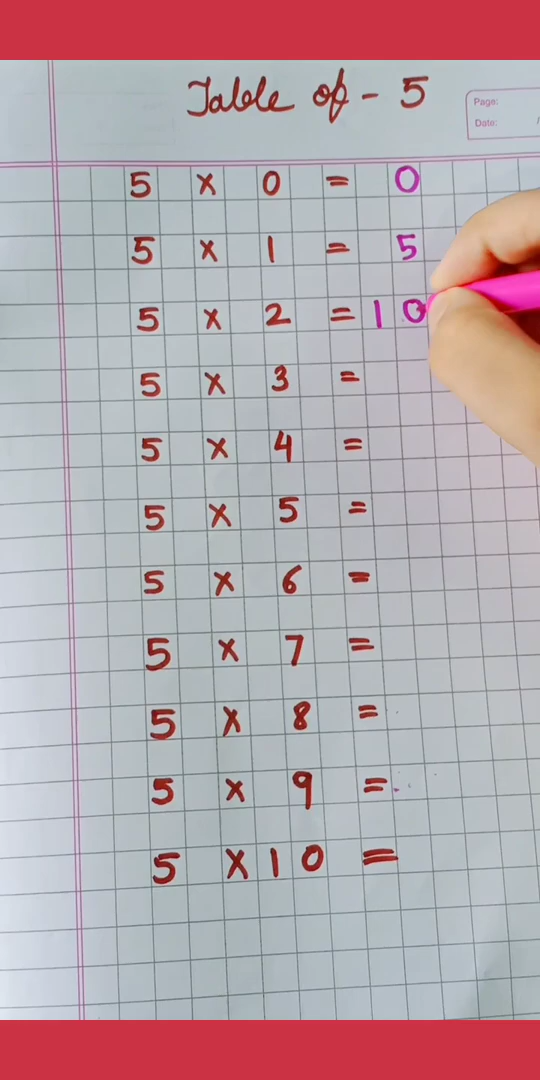 Table of - 5
Page:
Date: /
5 × 0 = 0
5 × 1 = 5
5 × 2 = 10
5 × 3 =
5 × 4 =
5 × 5 =
5 × 6 =
5 × 7 =
5 × 8 =
5 × 9 =
5 × 10 =